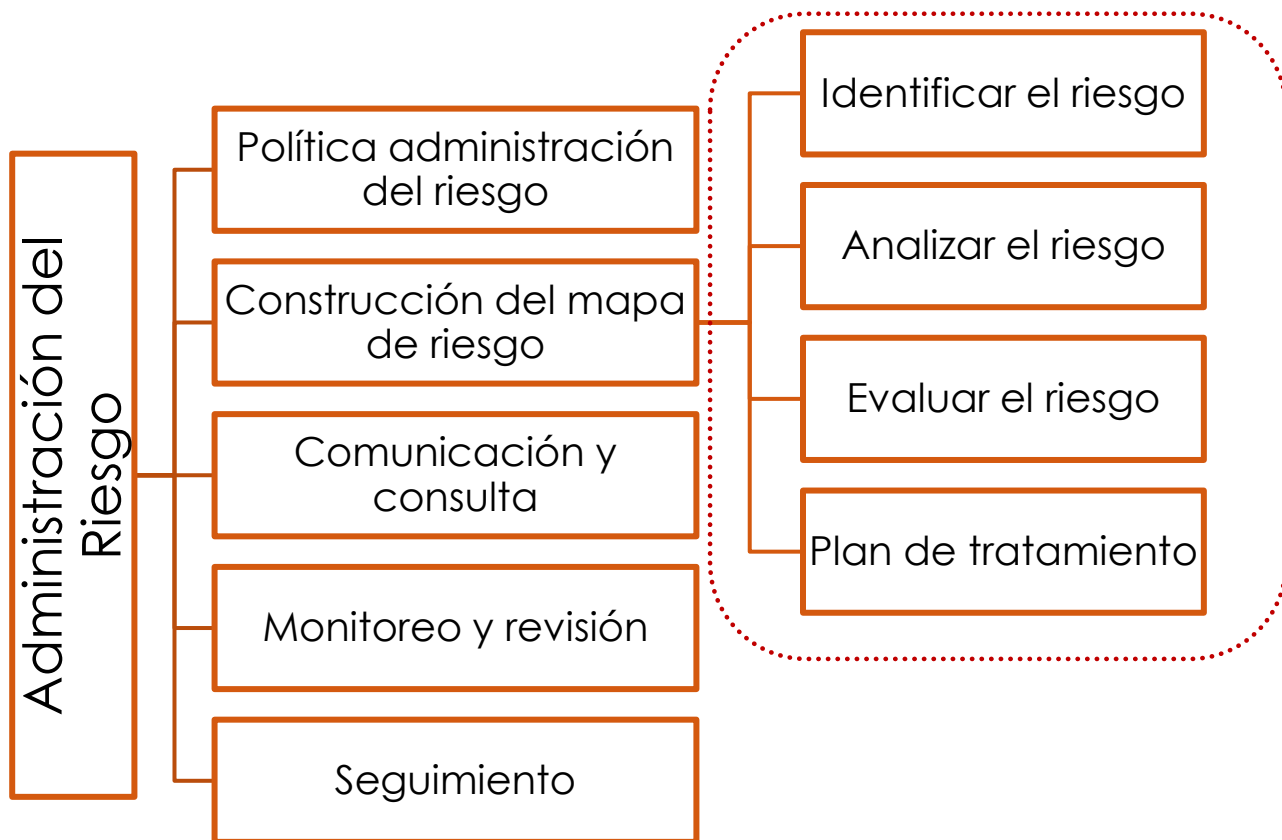 Administración del
Riesgo
Política administración
del riesgo
Construcción del mapa
de riesgo
Comunicación y
consulta
Monitoreo y revisión
Seguimiento
Identificar el riesgo
Analizar el riesgo
Evaluar el riesgo
Plan de tratamiento